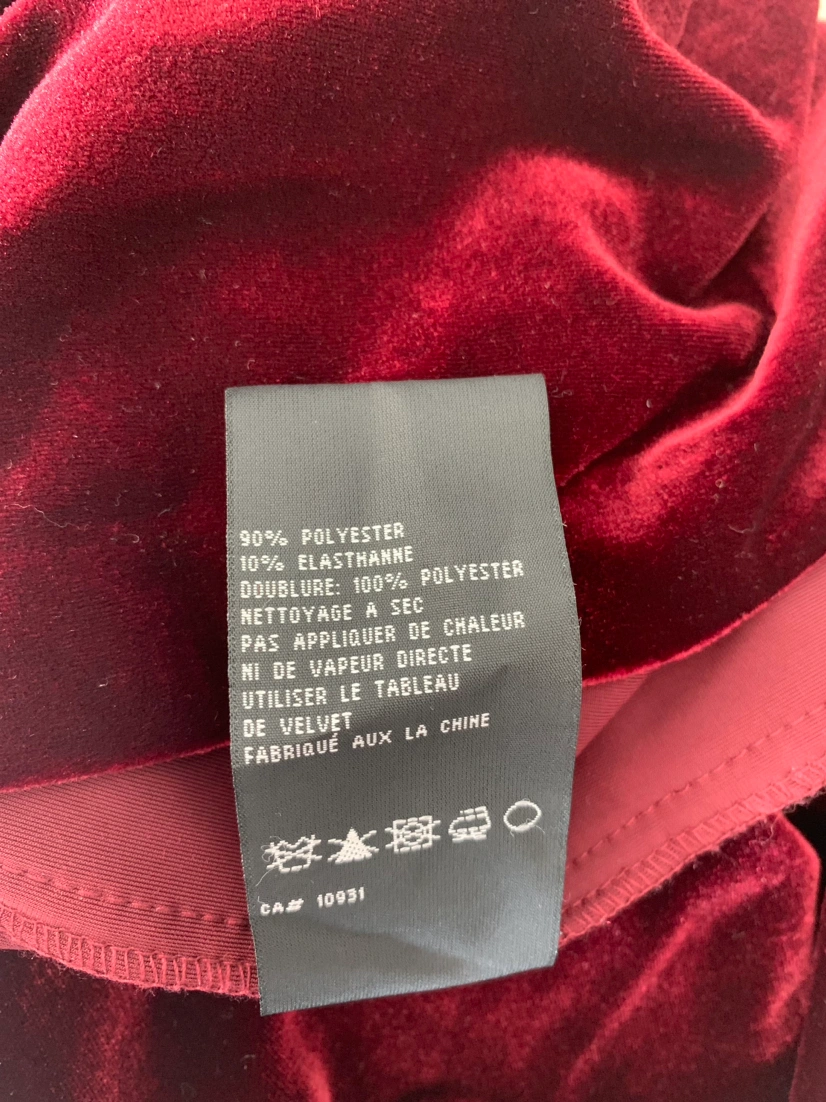 90% POLYESTER
10% ELASTHANNE
DOUBLURE: 100% POLYESTER
NETTOYAGE A SEC
PAS APPLIQUER DE CHALEUR
NI DE VAPEUR DIRECTE
UTILISER LE TABLEAU
DE VELVET
FABRIQUÉ AUX LA CHINE
CA# 10931